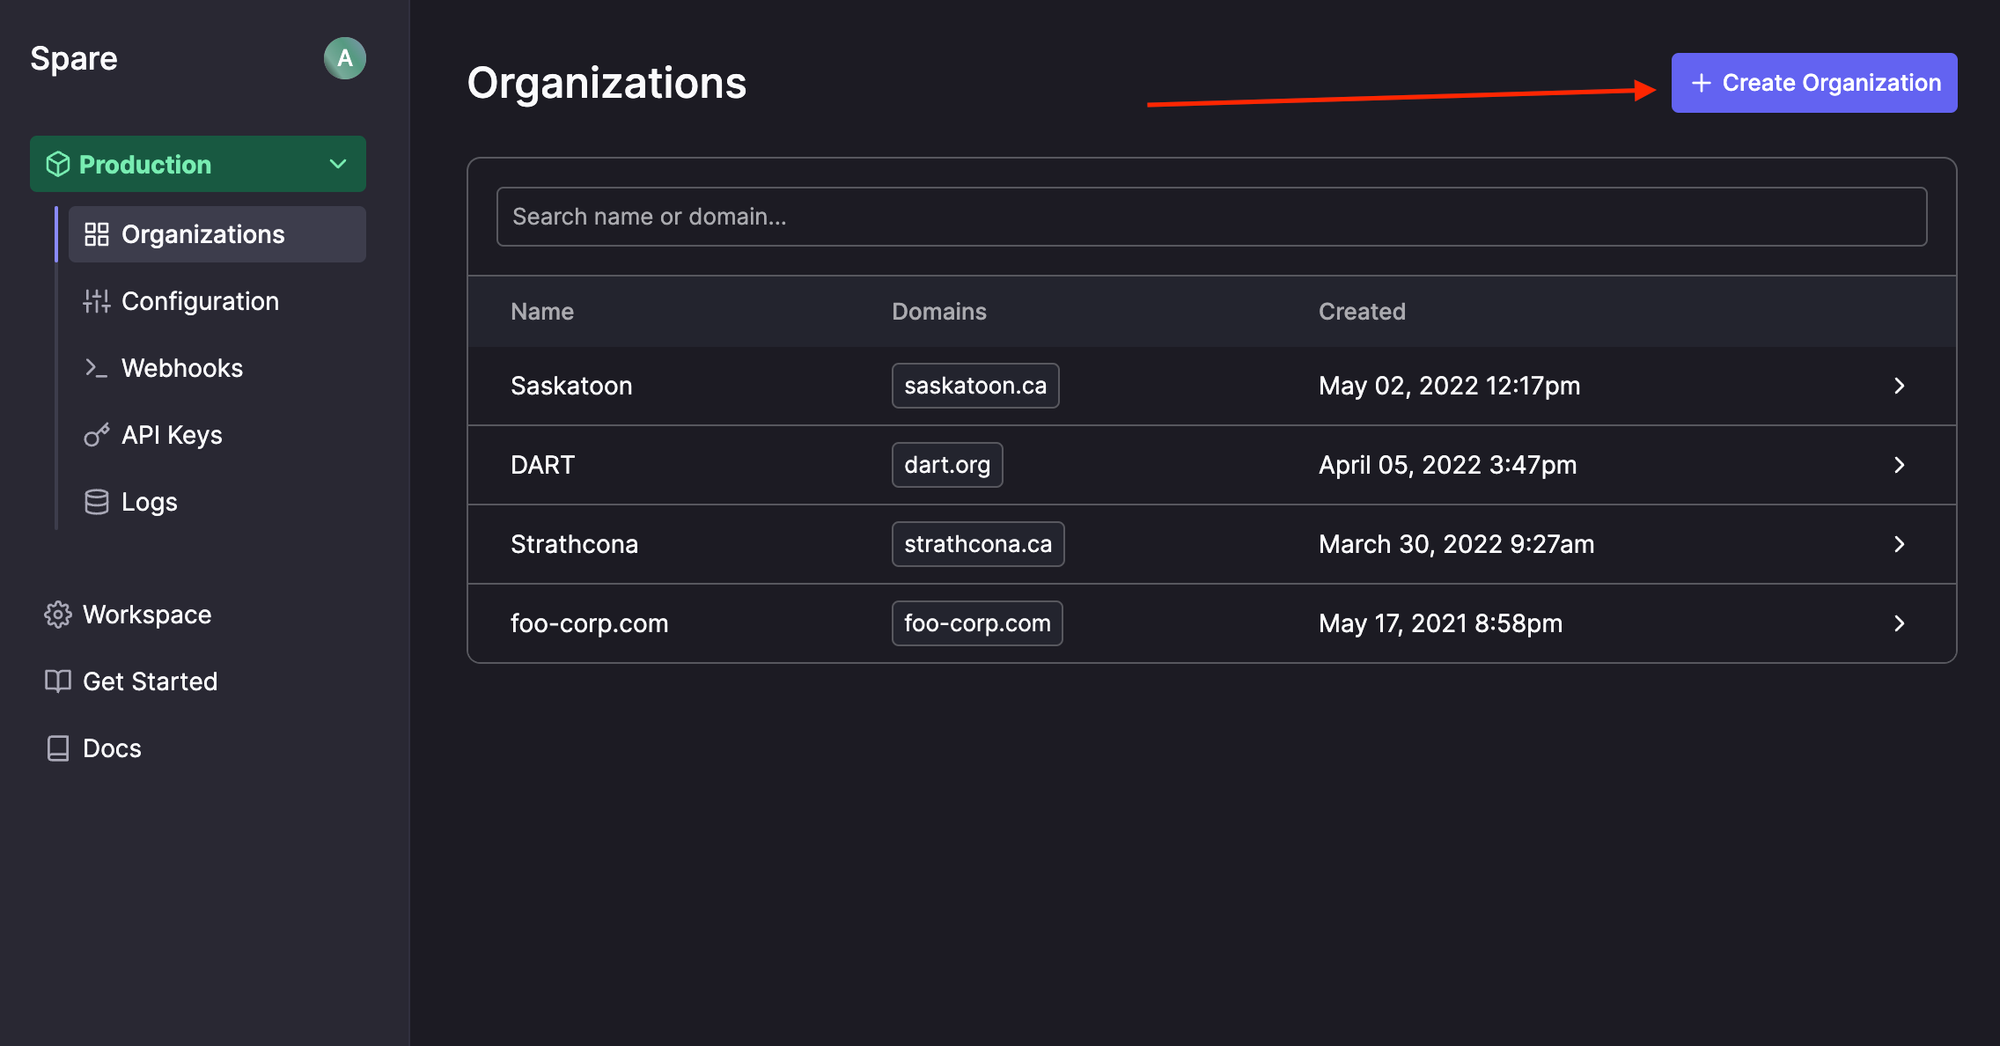 Spare
A
Production
Organizations
Configuration
Webhooks
API Keys
Logs
Workspace
Get Started
Docs
Organizations
+ Create Organization
Search name or domain...
Name Domains Created
Saskatoon saskatoon.ca May 02, 2022 12:17pm
DART dart.org April 05, 2022 3:47pm
Strathcona strathcona.ca March 30, 2022 9:27am
foo-corp.com foo-corp.com May 17, 2021 8:58pm